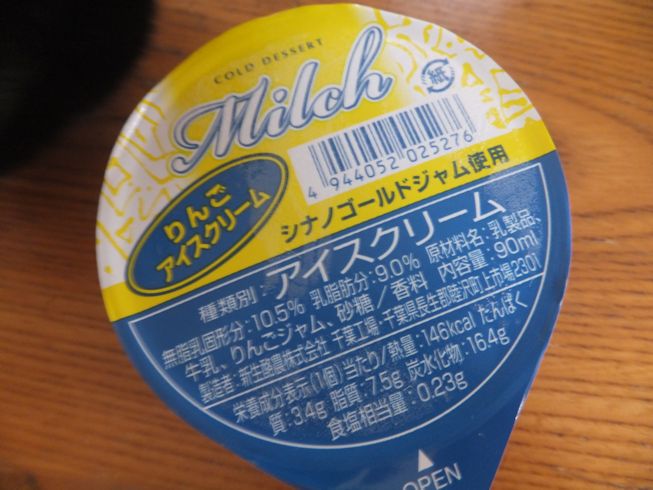 COLD DESSERT
Milch
紙
4 944052 025276
りんご
アイスクリーム
シナノゴールドジャム使用
種類別:アイスクリーム
無脂乳固形分:10.5% 乳脂肪分:9.0% 原材料名:乳製品、
牛乳、りんごジャム、砂糖/香料 内容量:90ml
製造者:新生酪農株式会社 千葉工場:千葉県長生郡睦沢町上市場2301
栄養成分表示(1個)当たり/熱量:146kcal たんぱく
質:3.4g 脂質:7.5g 炭水化物:16.4g
食塩相当量:0.23g
OPEN